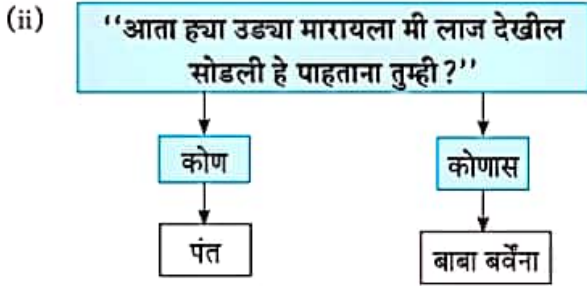 (ii)
‘‘आता ह्या उड्या मारायला मी लाज देखील
सोडली हे पाहताना तुम्ही?’’
कोण
कोणास
पंत
बाबा बर्वेंना